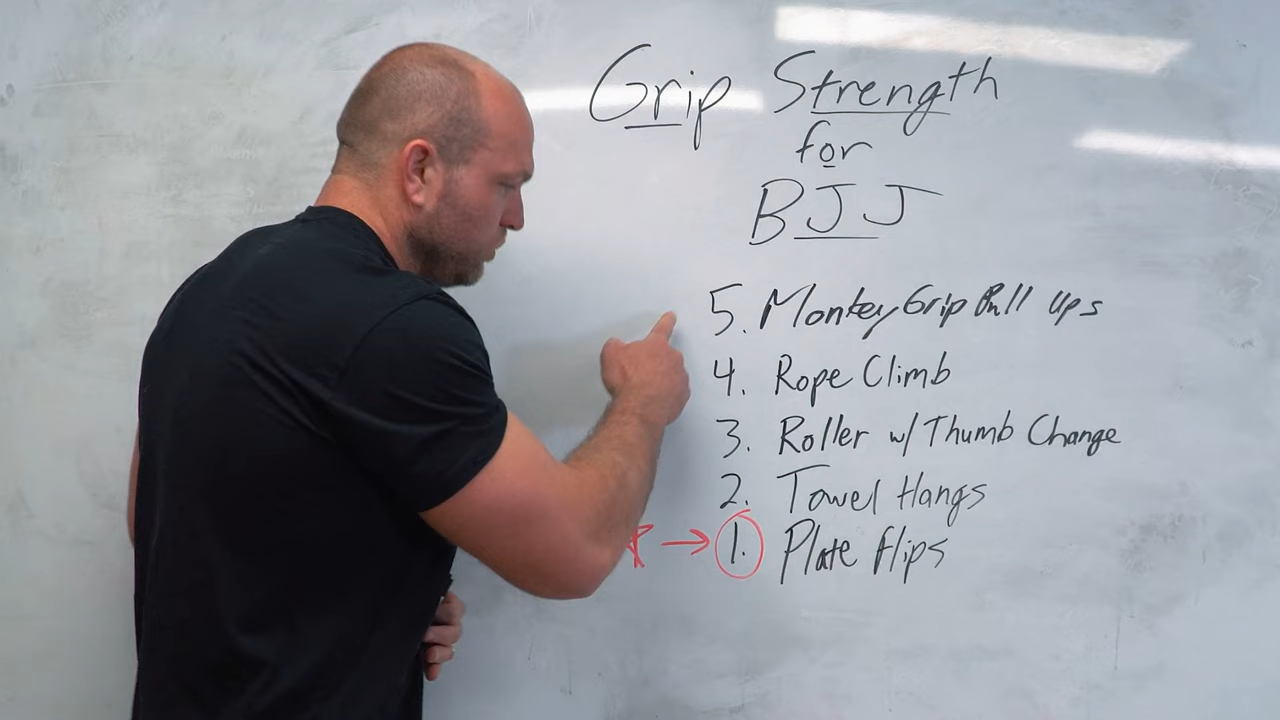 Grip Strength
for
BJJ
5. Monkey Grip Pull Ups
4. Rope Climb
3. Roller w/ Thumb Change
2. Towel Hangs
→ 1. Plate flips